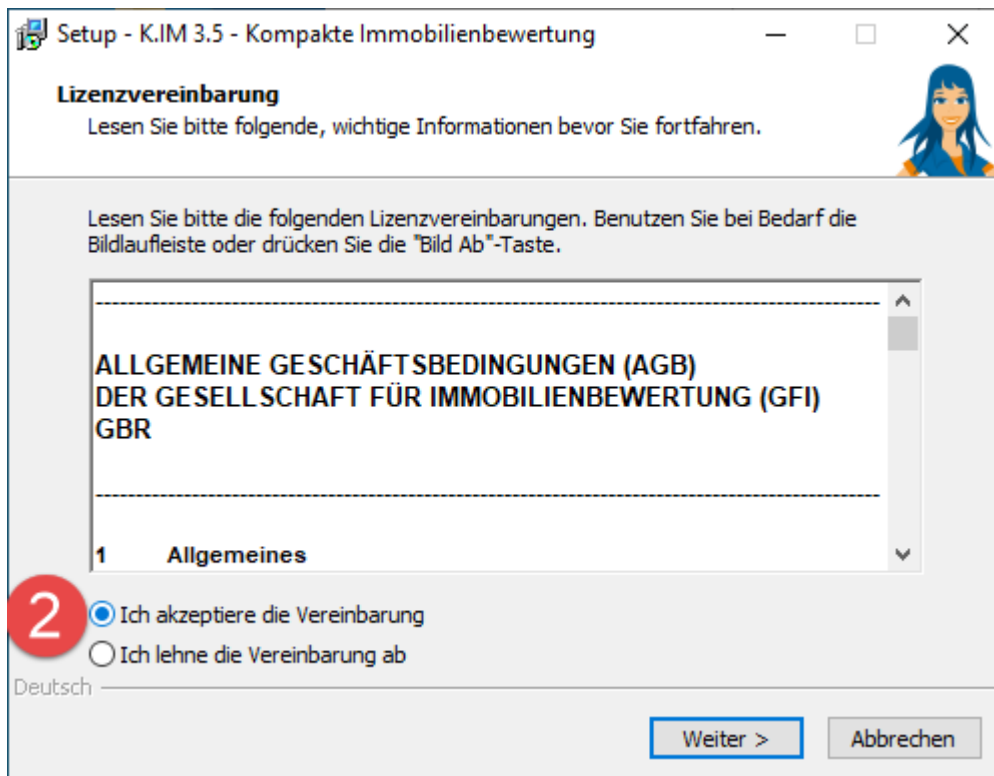 Setup - K.IM 3.5 - Kompakte Immobilienbewertung
Lizenzvereinbarung
Lesen Sie bitte folgende, wichtige Informationen bevor Sie fortfahren.
Lesen Sie bitte die folgenden Lizenzvereinbarungen. Benutzen Sie bei Bedarf die
Bildlaufleiste oder drücken Sie die "Bild Ab"-Taste.
ALLGEMEINE GESCHÄFTSBEDINGUNGEN (AGB)
DER GESELLSCHAFT FÜR IMMOBILIENBEWERTUNG (GFI)
GBR
1 Allgemeines
2
Ich akzeptiere die Vereinbarung
Ich lehne die Vereinbarung ab
Deutsch
Weiter >
Abbrechen